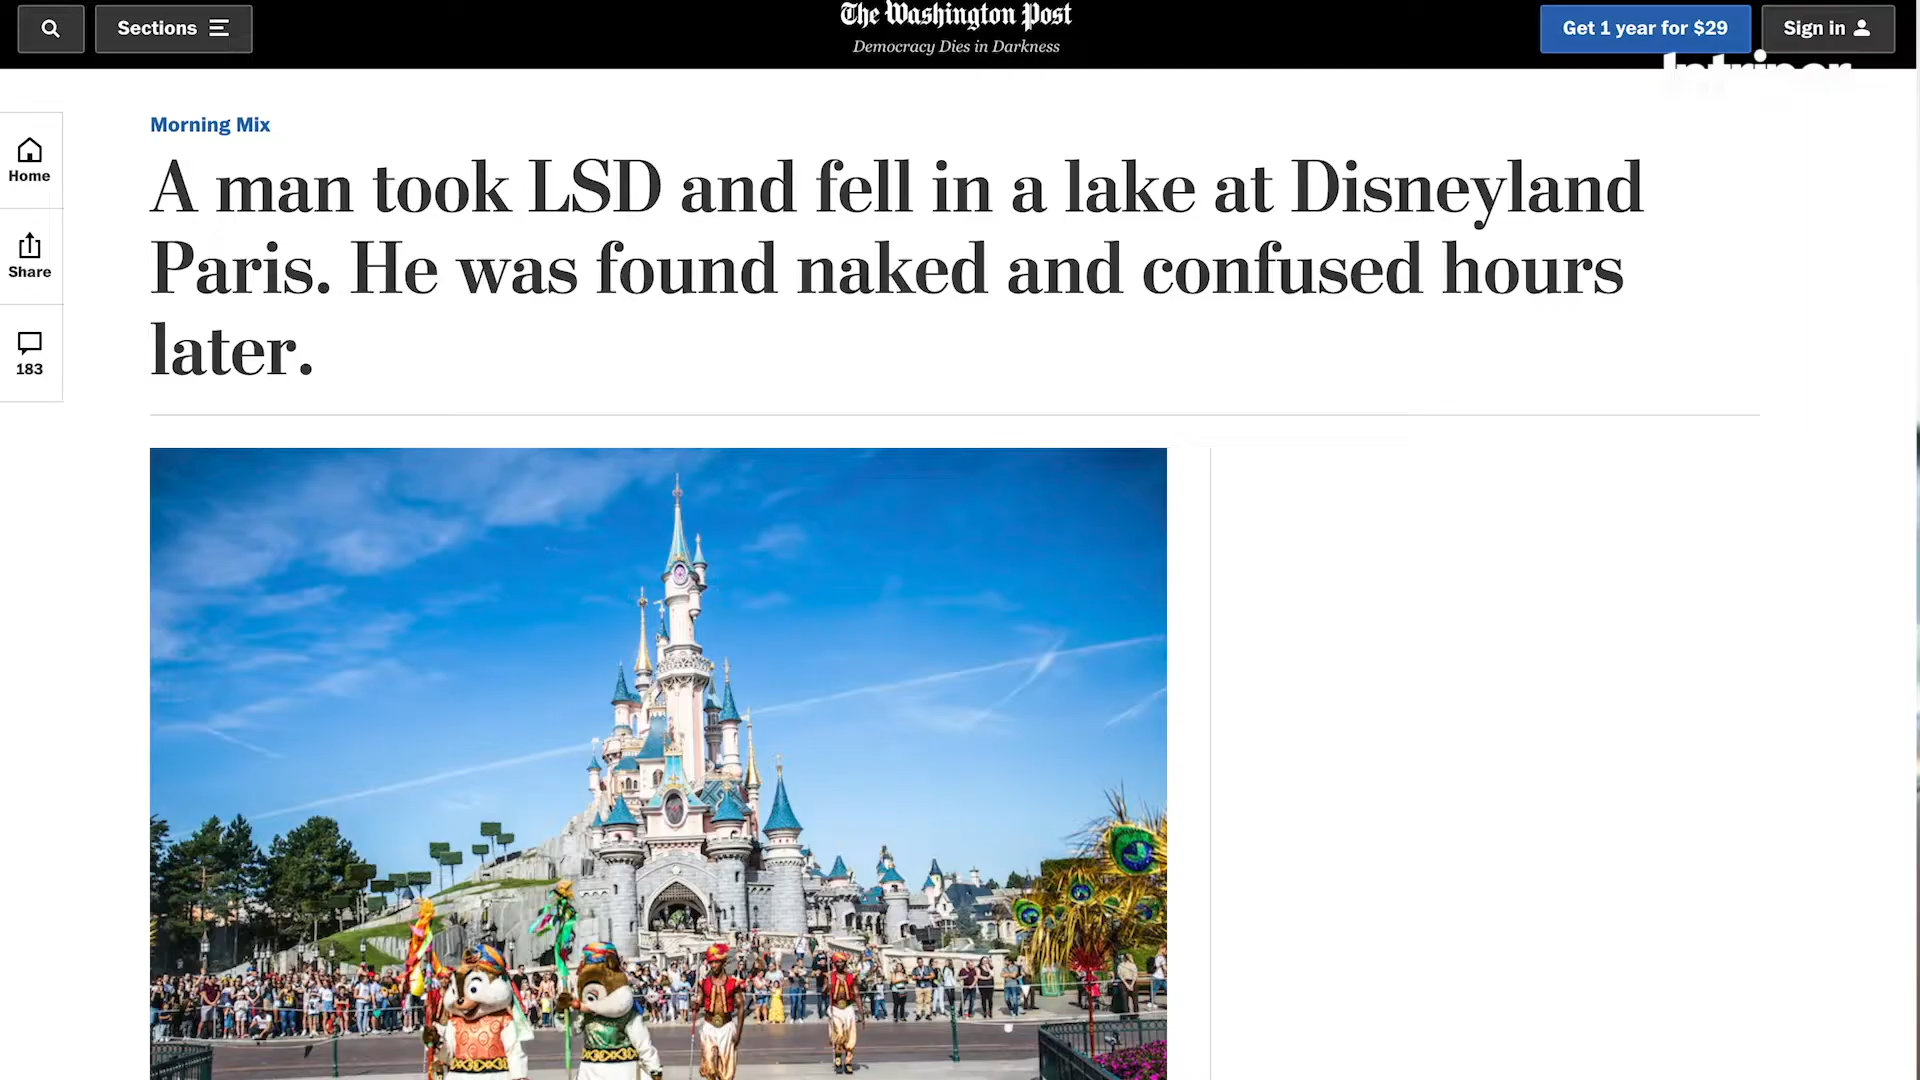 The Washington Post
Democracy Dies in Darkness
Sections
Get 1 year for $29
Sign in
Home
Share
183
Morning Mix
A man took LSD and fell in a lake at Disneyland
Paris. He was found naked and confused hours
later.